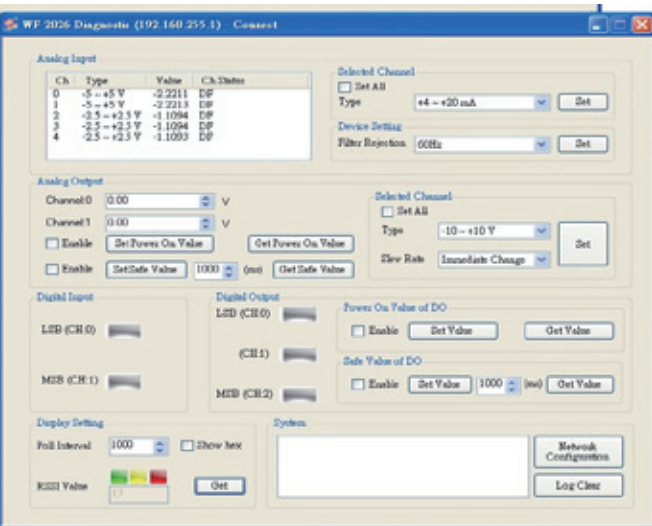 WF 2026 Diagnostic (192.168.255.1) - Connect
Analog Input
Ch Type Value Ch.Status
0 -5 ~ +5 V -2.2211 DF
1 -5 ~ +5 V -2.2213 DF
2 -2.5 ~ +2.5 V -1.1094 DF
3 -2.5 ~ +2.5 V -1.1094 DF
4 -2.5 ~ +2.5 V -1.1093 DF
Selected Channel
Set All
Type +4 ~ +20 mA Set
Device Setting
Filter Rejection 60Hz Set
Analog Output
Channel:0 0.00 V
Channel:1 0.00 V
Enable Set Power On Value Get Power On Value
Enable Set Safe Value 1000 (ms) Get Safe Value
Selected Channel
Set All
Type -10 ~ +10 V
Slew Rate Immediate Change
Set
Digital Input
LSB (CH:0)
MSB (CH:1)
Digital Output
LSB (CH:0)
(CH:1)
MSB (CH:2)
Power On Value of DO
Enable Set Value Get Value
Safe Value of DO
Enable Set Value 1000 (ms) Get Value
Display Setting
Poll Interval 1000 Show hex
RSSI Value 17 Get
System
Network
Configuration
Log Clear